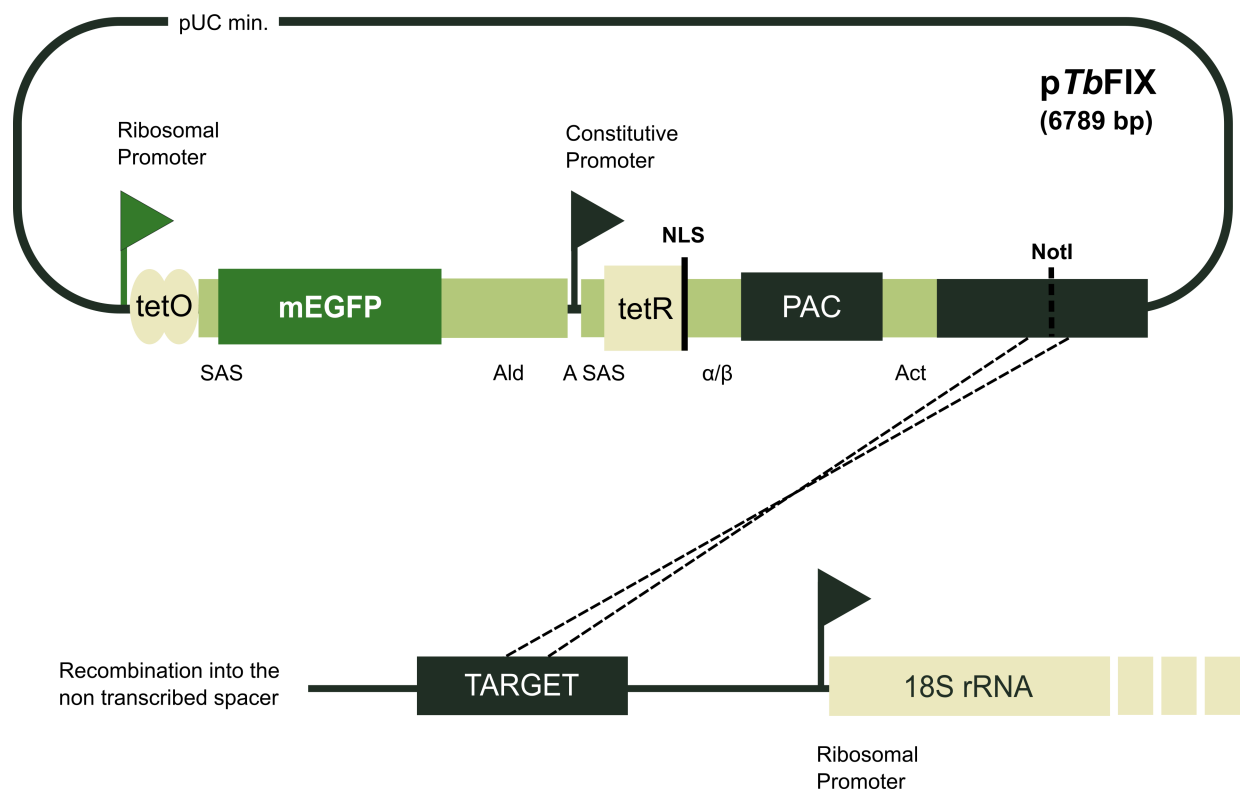 pUC min.
pTbFIX
(6789 bp)
Ribosomal
Promoter
Constitutive
Promoter
NLS
NotI
tetO
mEGFP
tetR
PAC
SAS
Ald
A SAS
α/β
Act
Recombination into the
non transcribed spacer
TARGET
18S rRNA
Ribosomal
Promoter